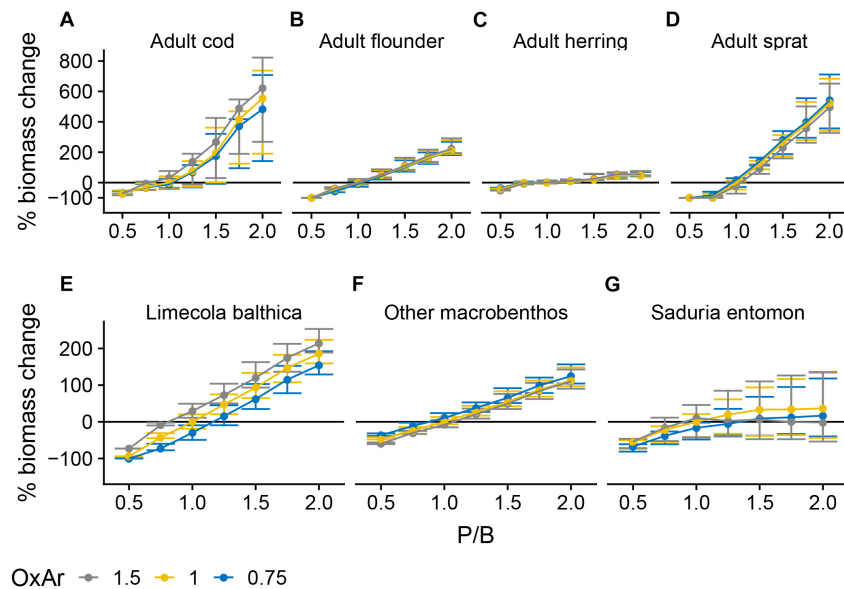 A B C D
Adult cod Adult flounder Adult herring Adult sprat
% biomass change
800
600
400
200
0
−100
0.5 1.0 1.5 2.0 0.5 1.0 1.5 2.0 0.5 1.0 1.5 2.0 0.5 1.0 1.5 2.0
E F G
Limecola balthica Other macrobenthos Saduria entomon
% biomass change
200
100
0
−100
0.5 1.0 1.5 2.0 0.5 1.0 1.5 2.0 0.5 1.0 1.5 2.0
P/B
OxAr 1.5 1 0.75